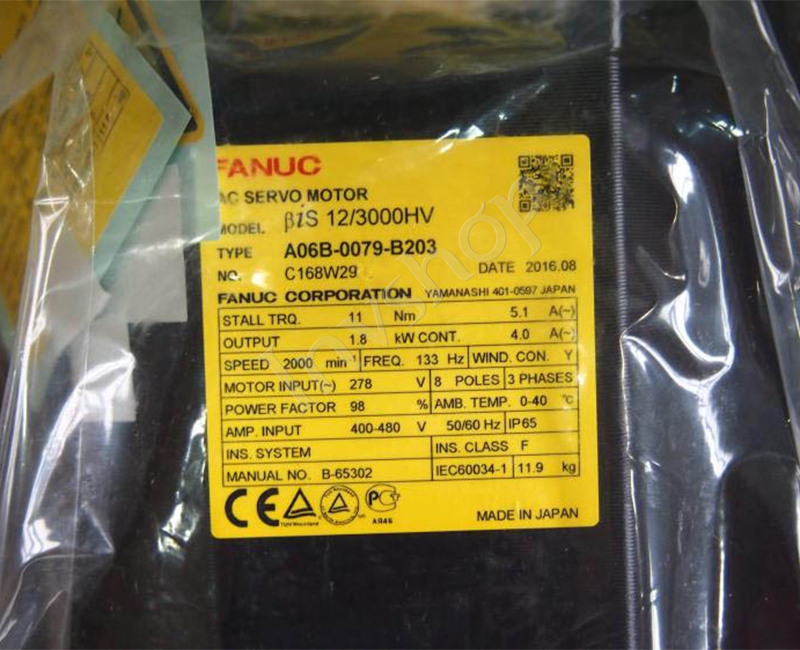 FANUC
AC SERVO MOTOR
MODEL βiS 12/3000HV
TYPE A06B-0079-B203
NO. C168W29 DATE 2016.08
FANUC CORPORATION YAMANASHI 401-0597 JAPAN
STALL TRQ. 11 Nm 5.1 A(~)
OUTPUT 1.8 kW CONT. 4.0 A(~)
SPEED 2000 min⁻¹ FREQ. 133 Hz WIND. CON. Y
MOTOR INPUT(~) 278 V 8 POLES 3 PHASES
POWER FACTOR 98 % AMB. TEMP. 0-40 ℃
AMP. INPUT 400-480 V 50/60 Hz IP65
INS. SYSTEM INS. CLASS F
MANUAL NO. B-65302 IEC60034-1 11.9 kg
CE TUV Rheinland PG АЯ46
MADE IN JAPAN